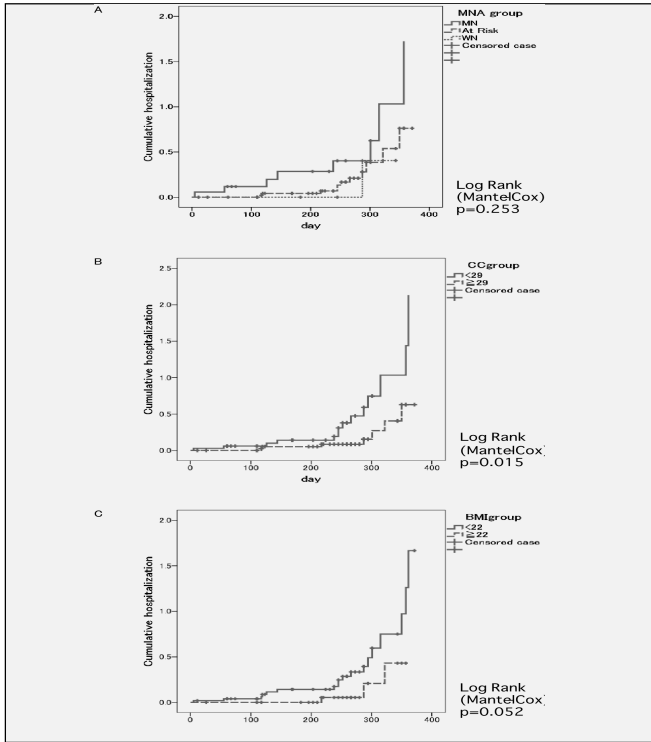 A
MNA group
MN
At Risk
WN
Censored case
2.0
1.5
1.0
0.5
0.0
Cumulative hospitalization
0 100 200 300 400
day
Log Rank
(MantelCox)
p=0.253
B
CCgroup
<29
≧29
Censored case
2.5
2.0
1.5
1.0
0.5
0.0
Cumulative hospitalization
0 100 200 300 400
day
Log Rank
(MantelCox)
p=0.015
C
BMIgroup
<22
≧22
Censored case
2.0
1.5
1.0
0.5
0.0
Cumulative hospitalization
0 100 200 300 400
day
Log Rank
(MantelCox)
p=0.052